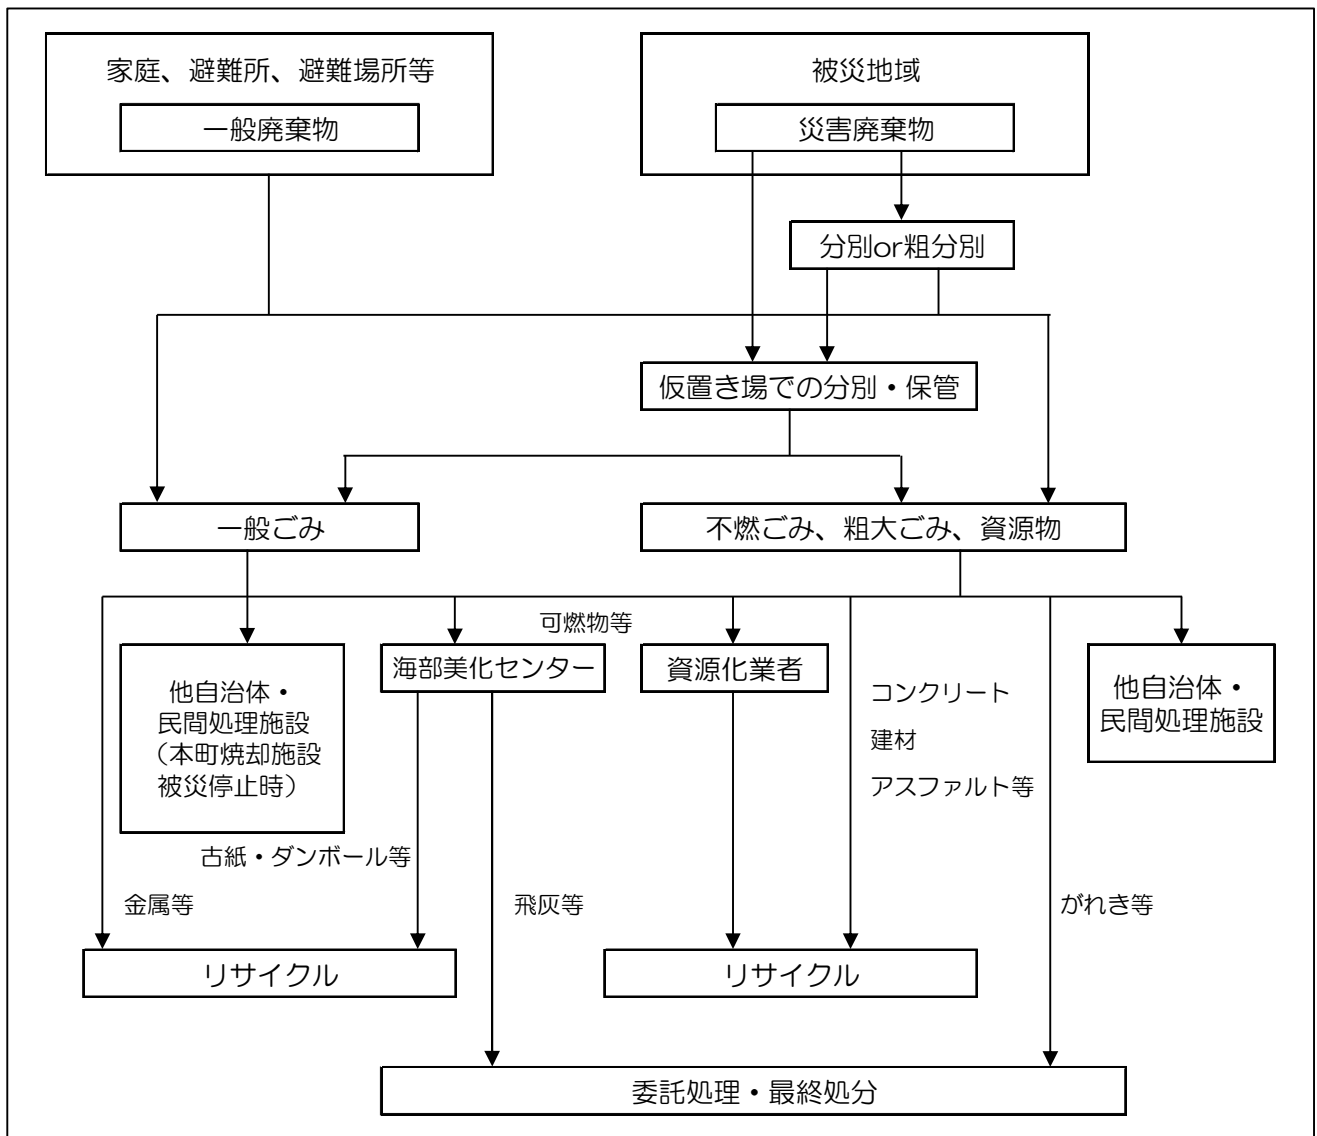 家庭、避難所、避難場所等
一般廃棄物
被災地域
災害廃棄物
分別or粗分別
仮置き場での分別・保管
一般ごみ
不燃ごみ、粗大ごみ、資源物
可燃物等
他自治体・
民間処理施設
（本町焼却施設
被災停止時）
海部美化センター
資源化業者
コンクリート
建材
アスファルト等
他自治体・
民間処理施設
古紙・ダンボール等
金属等
飛灰等
がれき等
リサイクル
リサイクル
委託処理・最終処分